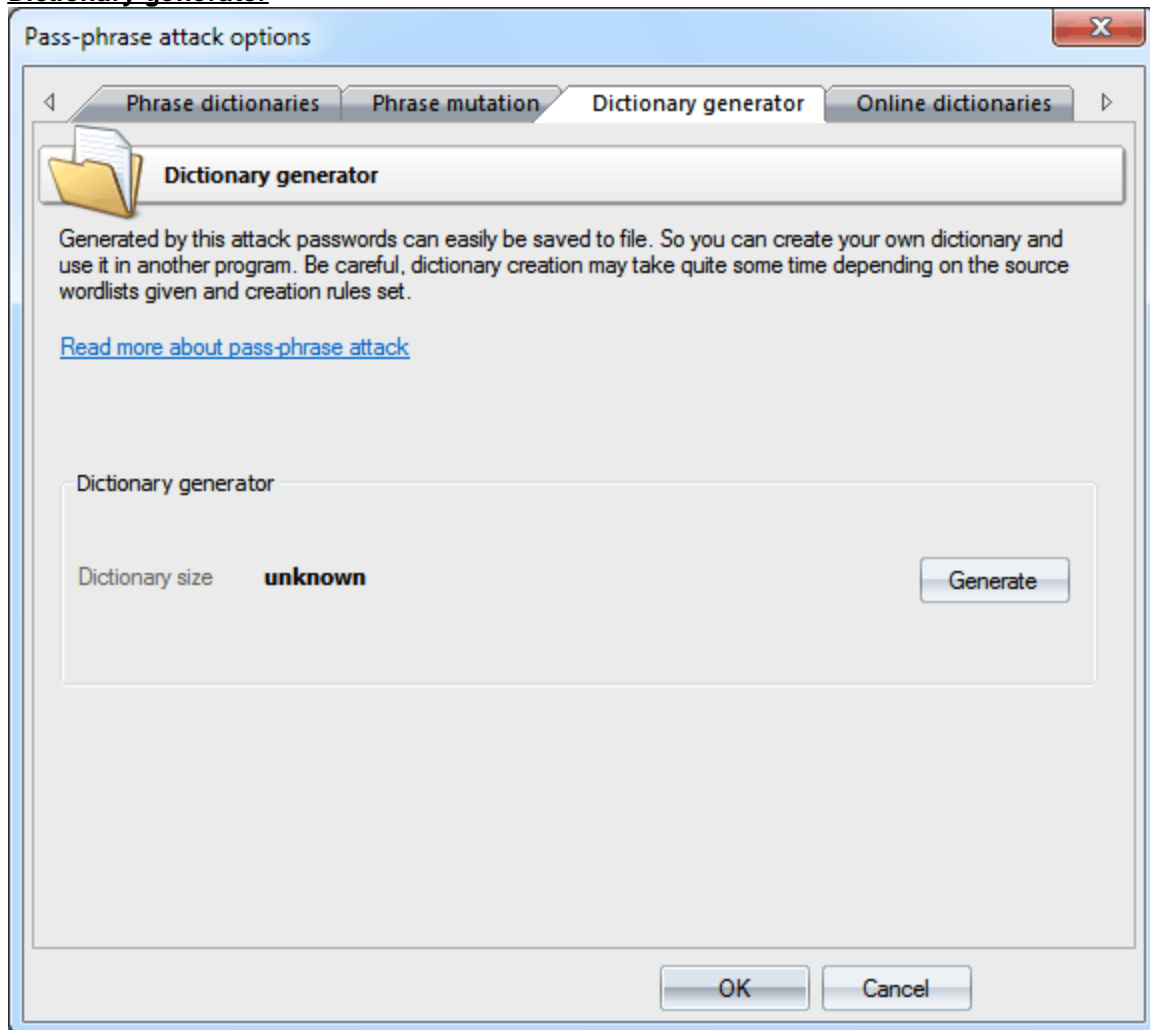 Dictionary generator
Pass-phrase attack options
Phrase dictionaries Phrase mutation Dictionary generator Online dictionaries
Dictionary generator
Generated by this attack passwords can easily be saved to file. So you can create your own dictionary and
use it in another program. Be careful, dictionary creation may take quite some time depending on the source
wordlists given and creation rules set.
Read more about pass-phrase attack
Dictionary generator
Dictionary size unknown Generate
OK Cancel